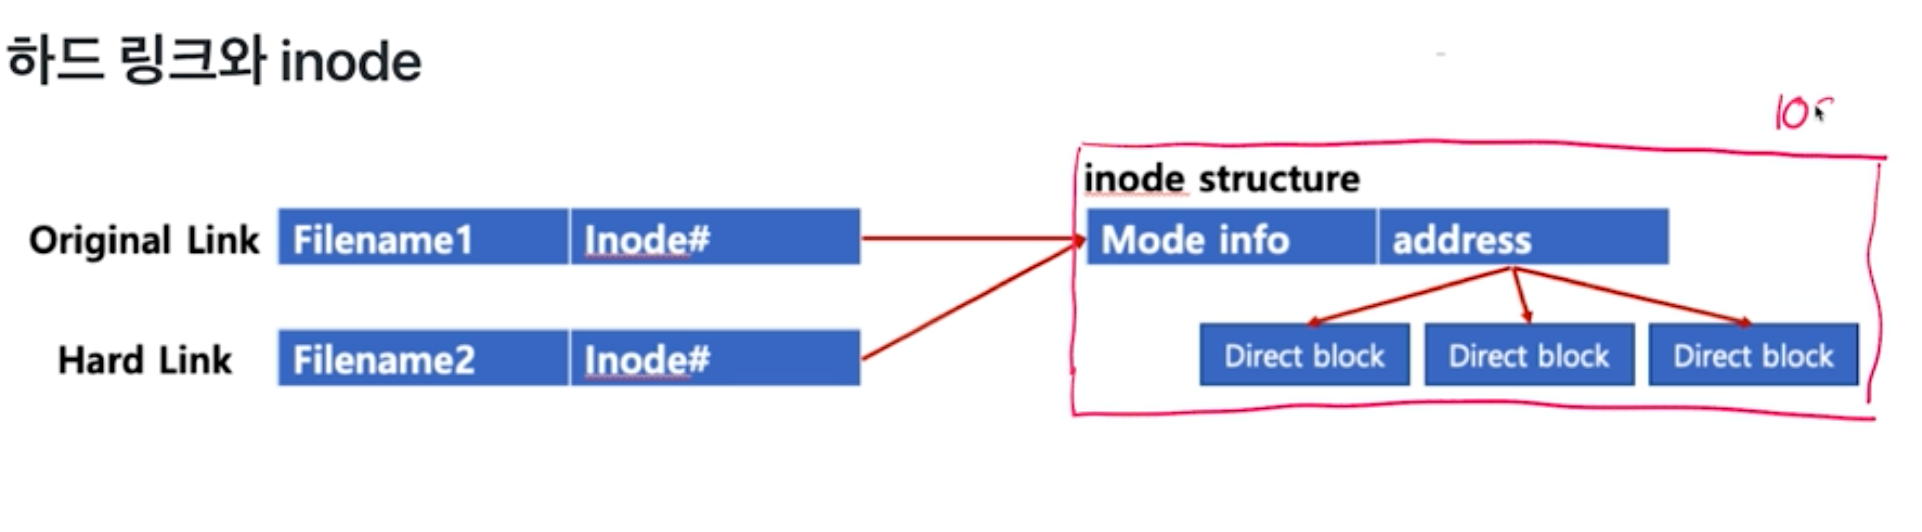 하드 링크와 inode
inode structure
Original Link Filename1 Inode# Mode info address
Direct block Direct block Direct block
Hard Link Filename2 Inode#